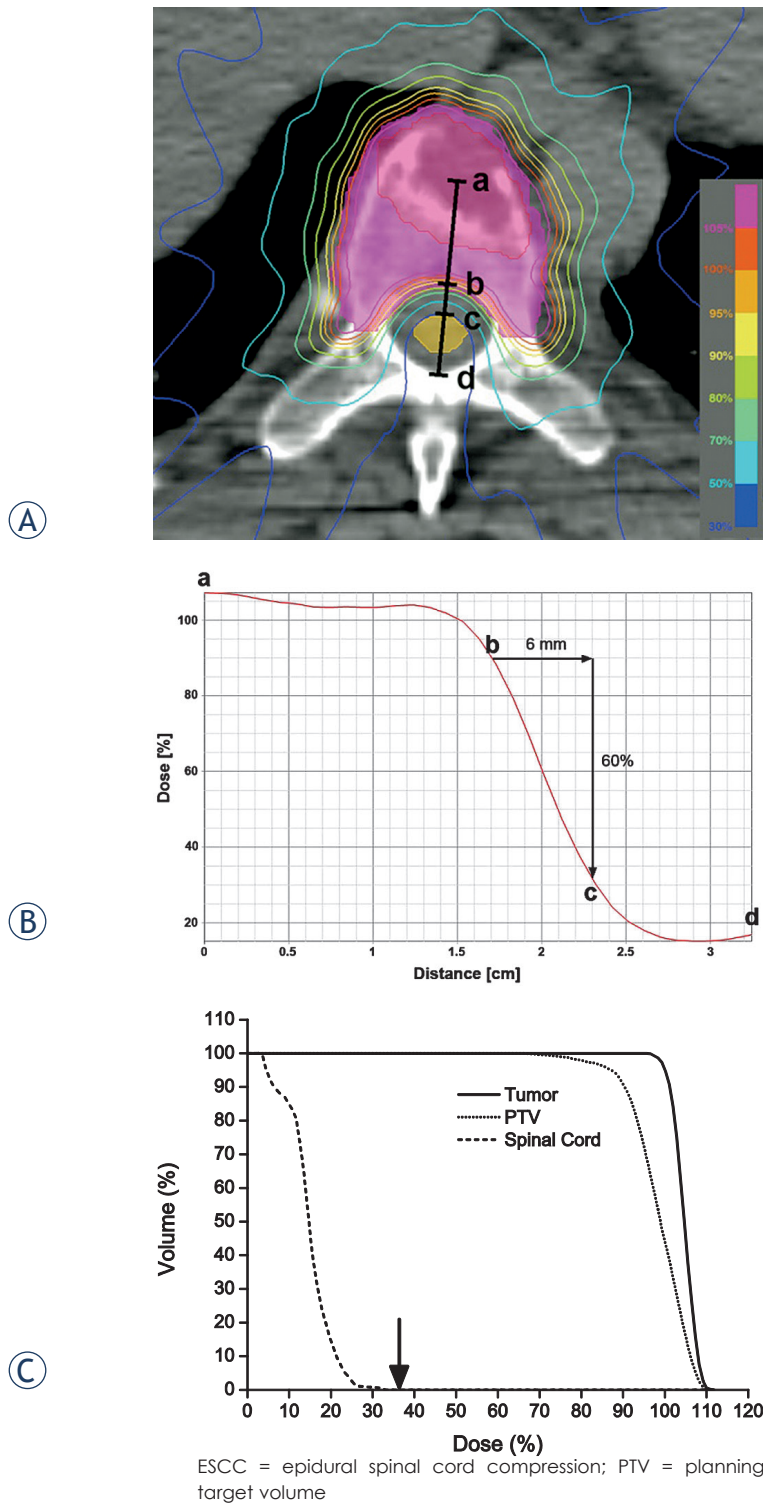 a
b
c
d
105%
100%
95%
90%
80%
70%
50%
30%
A
a
b
6 mm
60%
c
d
100
80
60
40
20
Dose [%]
0 0.5 1 1.5 2 2.5 3
Distance [cm]
B
110
100
90
80
70
60
50
40
30
20
10
0
Volume (%)
Tumor
PTV
Spinal Cord
0 10 20 30 40 50 60 70 80 90 100 110 120
Dose (%)
C
ESCC = epidural spinal cord compression; PTV = planning
target volume